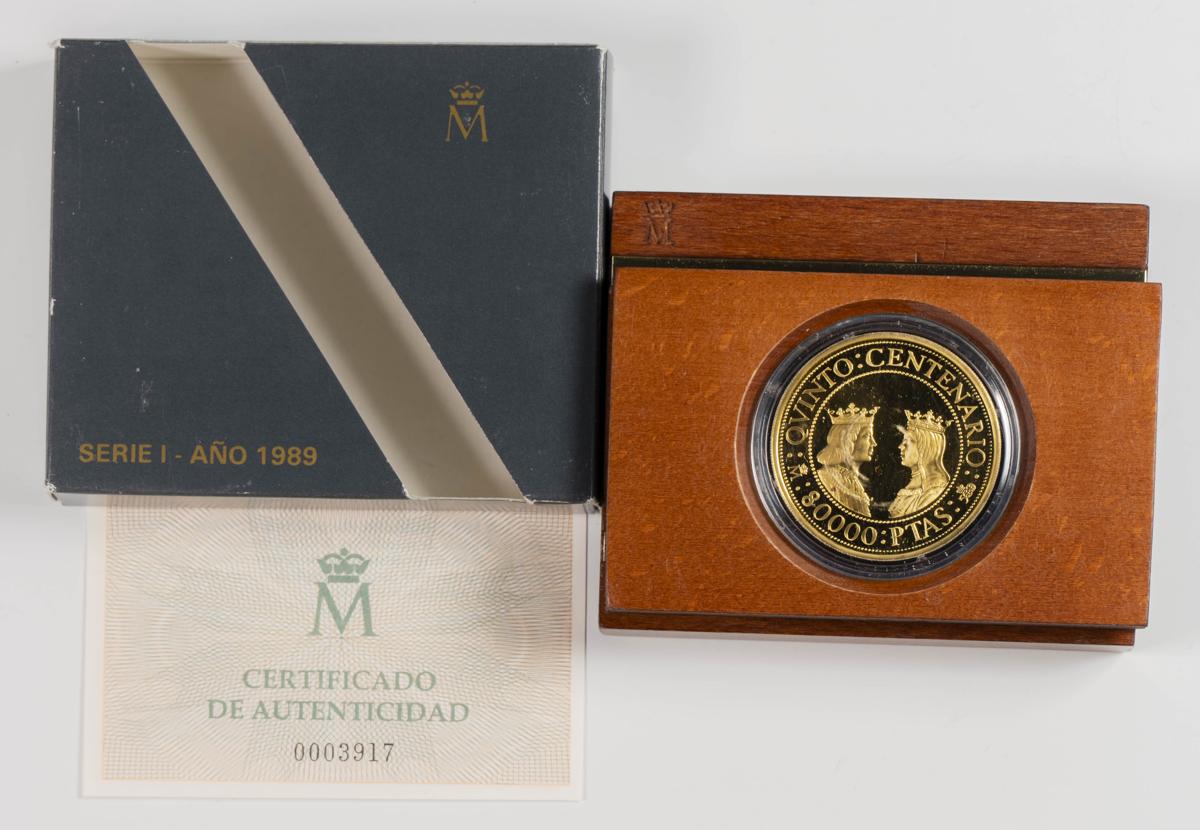 M
SERIE I - AÑO 1989
M
CERTIFICADO
DE AUTENTICIDAD
0003917
M
QVINTO:CENTENARIO:
M
80000:PTAS.